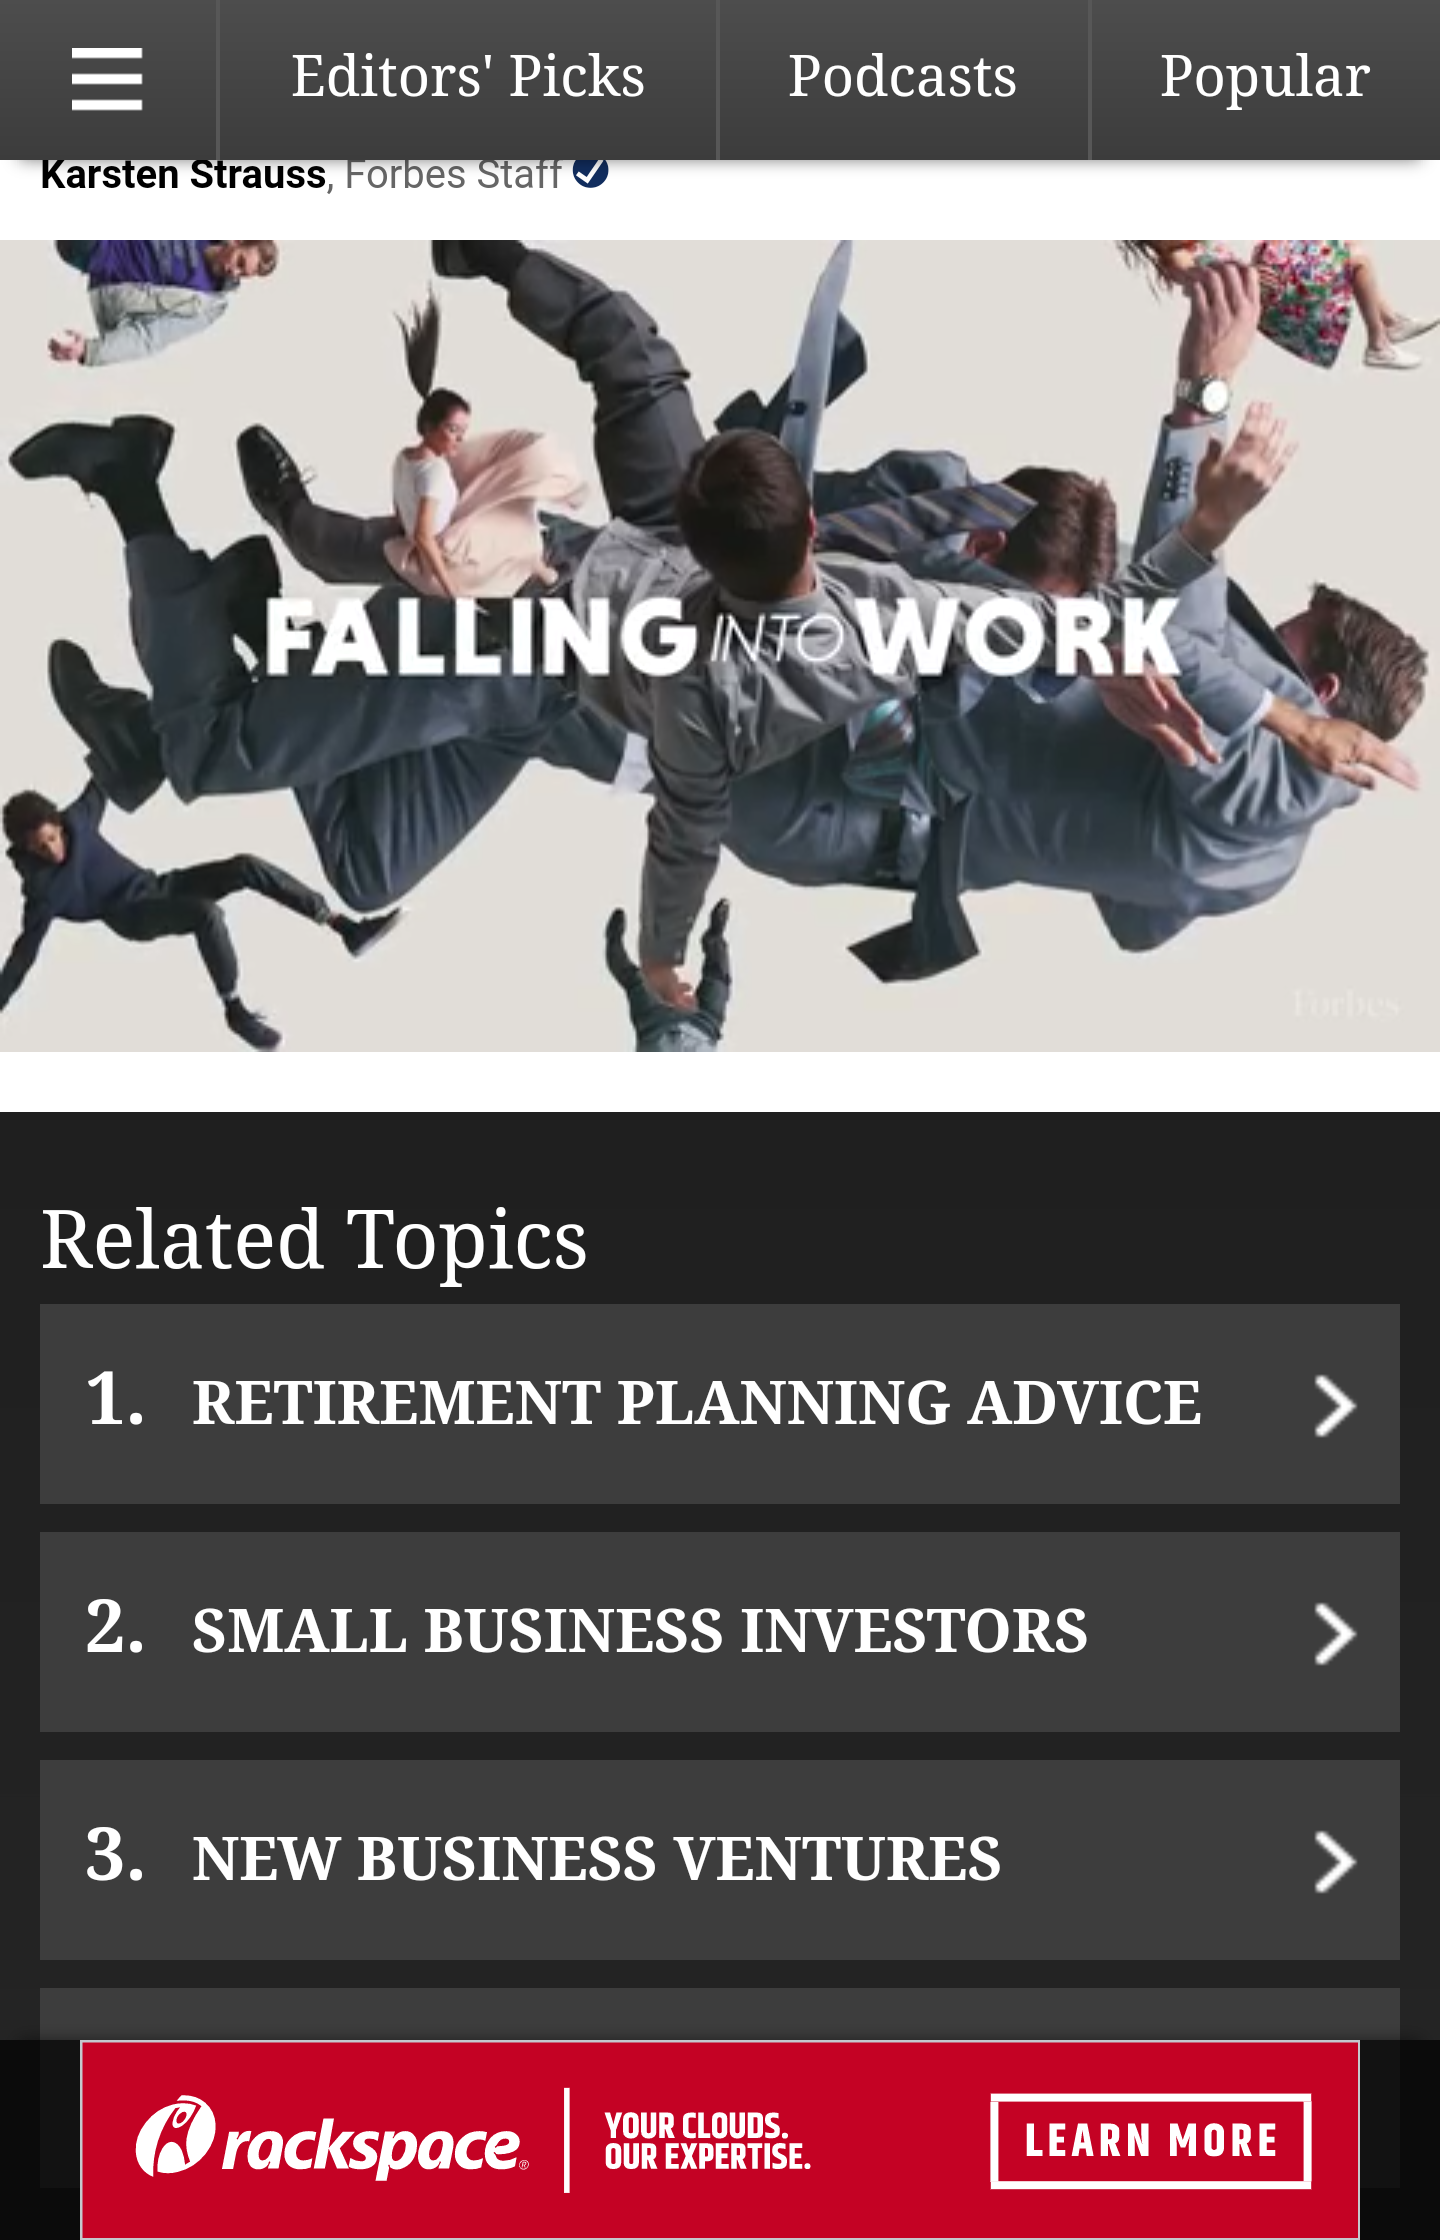 Editors' Picks
Podcasts
Popular
Karsten Strauss, Forbes Staff
FALLING INTO WORK
Forbes
Related Topics
1. RETIREMENT PLANNING ADVICE
2. SMALL BUSINESS INVESTORS
3. NEW BUSINESS VENTURES
rackspace®
YOUR CLOUDS.
OUR EXPERTISE.
LEARN MORE